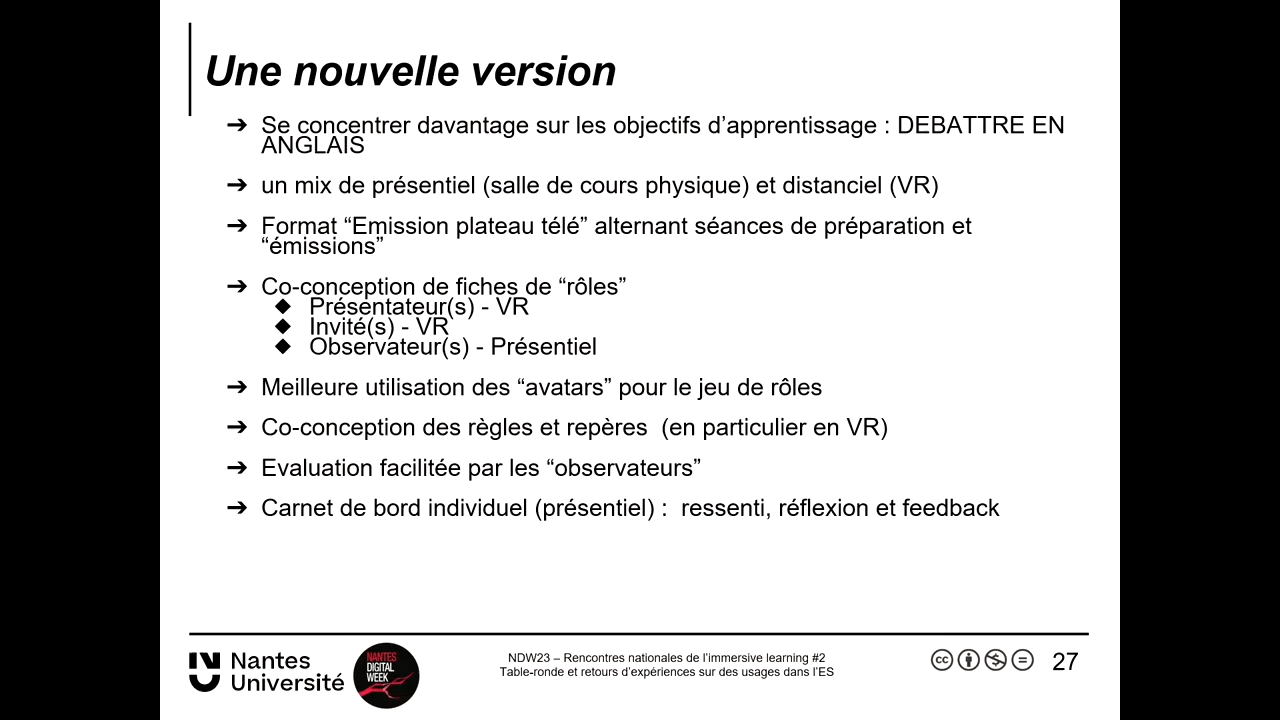 Une nouvelle version
➔ Se concentrer davantage sur les objectifs d’apprentissage : DEBATTRE EN
ANGLAIS
➔ un mix de présentiel (salle de cours physique) et distanciel (VR)
➔ Format “Emission plateau télé” alternant séances de préparation et
“émissions”
➔ Co-conception de fiches de “rôles”
◆ Présentateur(s) - VR
◆ Invité(s) - VR
◆ Observateur(s) - Présentiel
➔ Meilleure utilisation des “avatars” pour le jeu de rôles
➔ Co-conception des règles et repères  (en particulier en VR)
➔ Evaluation facilitée par les “observateurs”
➔ Carnet de bord individuel (présentiel) :  ressenti, réflexion et feedback
Nantes
Université
NANTES
DIGITAL
WEEK
NDW23 – Rencontres nationales de l’immersive learning #2
Table-ronde et retours d’expériences sur des usages dans l’ES
cc
27